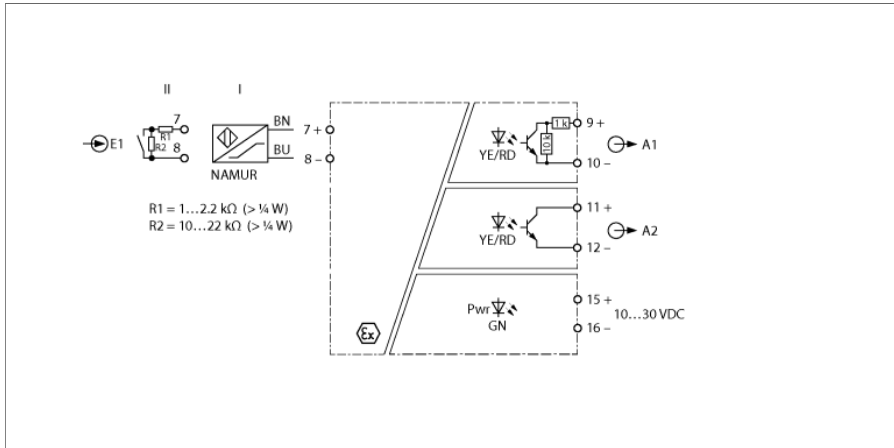 II
I
7
R1
R2
8
E1
BN
BU
NAMUR
7 +
8 –
R1 = 1…2.2 kΩ (> ¼ W)
R2 = 10…22 kΩ (> ¼ W)
YE/RD
1 k
10 k
9 +
10 –
A1
YE/RD
11 +
12 –
A2
Pwr
GN
15 +
16 –
10…30 VDC
Ex